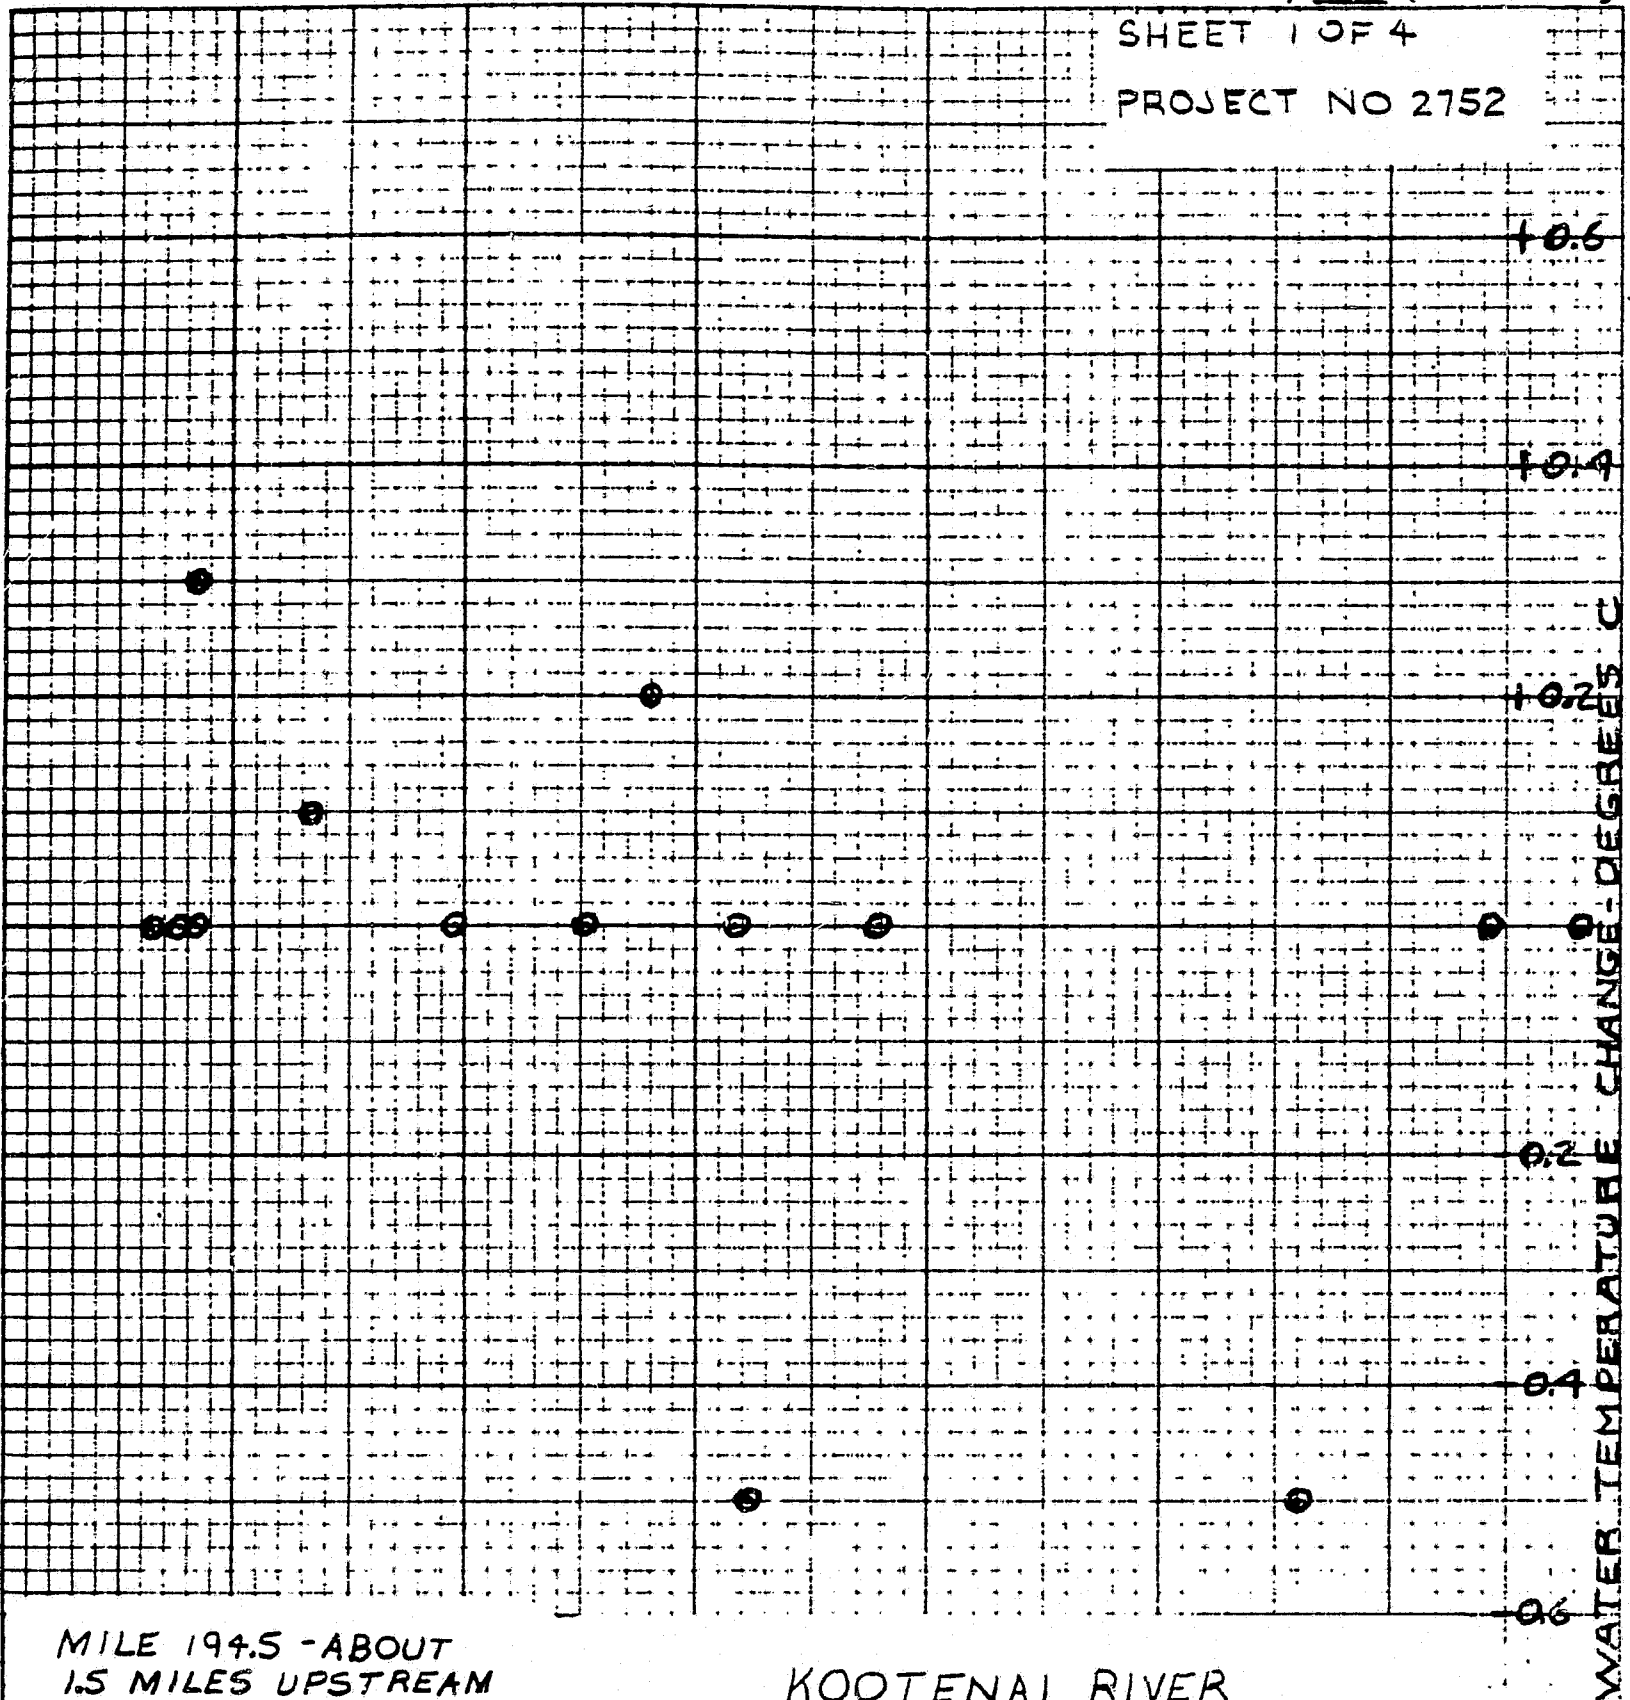 SHEET 1 OF 4
PROJECT NO 2752
+0.6
+0.4
+0.2
0.2
-0.4
-0.6
WATER TEMPERATURE CHANGE-DEGREES C
MILE 194.5 - ABOUT
1.5 MILES UPSTREAM
KOOTENAI RIVER